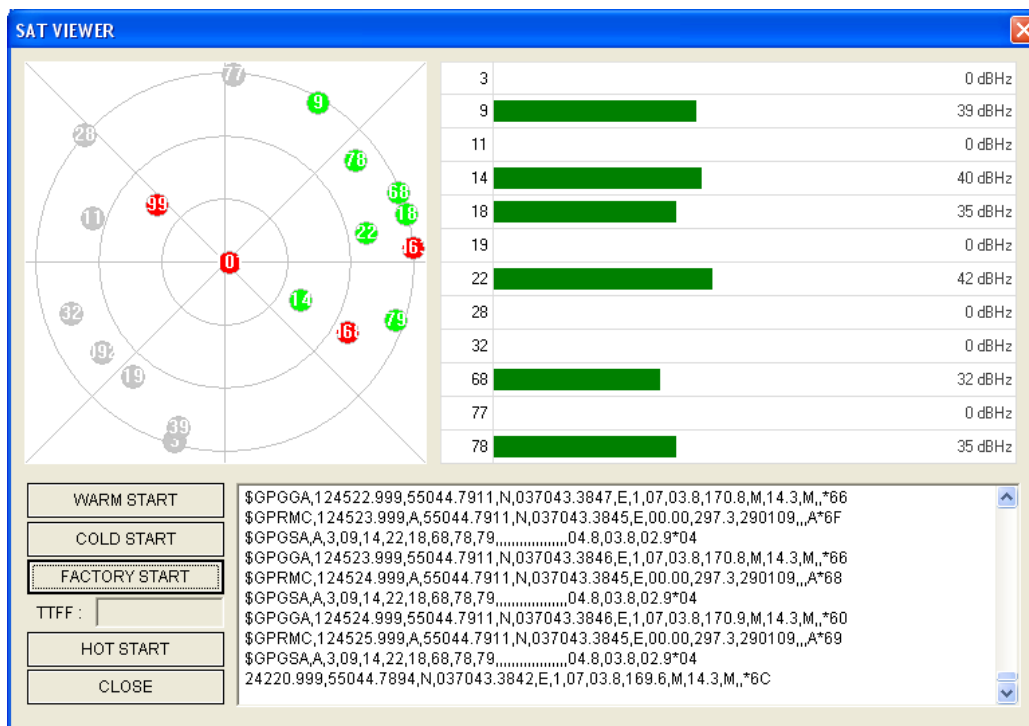 SAT VIEWER
77
9
28
78
99
68
11
18
22
0
14
32
79
19
39
3
3 0 dBHz
9 39 dBHz
11 0 dBHz
14 40 dBHz
18 35 dBHz
19 0 dBHz
22 42 dBHz
28 0 dBHz
32 0 dBHz
68 32 dBHz
77 0 dBHz
78 35 dBHz
WARM START
COLD START
FACTORY START
TTFF :
HOT START
CLOSE
$GPGGA,124522.999,55044.7911,N,037043.3847,E,1,07,03.8,170.8,M,14.3,M,,*66
$GPRMC,124523.999,A,55044.7911,N,037043.3845,E,00.00,297.3,290109,,,A*6F
$GPGSA,A,3,09,14,22,18,68,78,79,,,,,,,,,,,,,,,,,,04.8,03.8,02.9*04
$GPGGA,124523.999,55044.7911,N,037043.3846,E,1,07,03.8,170.8,M,14.3,M,,*66
$GPRMC,124524.999,A,55044.7911,N,037043.3845,E,00.00,297.3,290109,,,A*68
$GPGSA,A,3,09,14,22,18,68,78,79,,,,,,,,,,,,,,,,,,04.8,03.8,02.9*04
$GPGGA,124524.999,55044.7911,N,037043.3846,E,1,07,03.8,170.9,M,14.3,M,,*60
$GPRMC,124525.999,A,55044.7911,N,037043.3845,E,00.00,297.3,290109,,,A*69
$GPGSA,A,3,09,14,22,18,68,78,79,,,,,,,,,,,,,,,,,,04.8,03.8,02.9*04
24220.999,55044.7894,N,037043.3842,E,1,07,03.8,169.6,M,14.3,M,,*6C